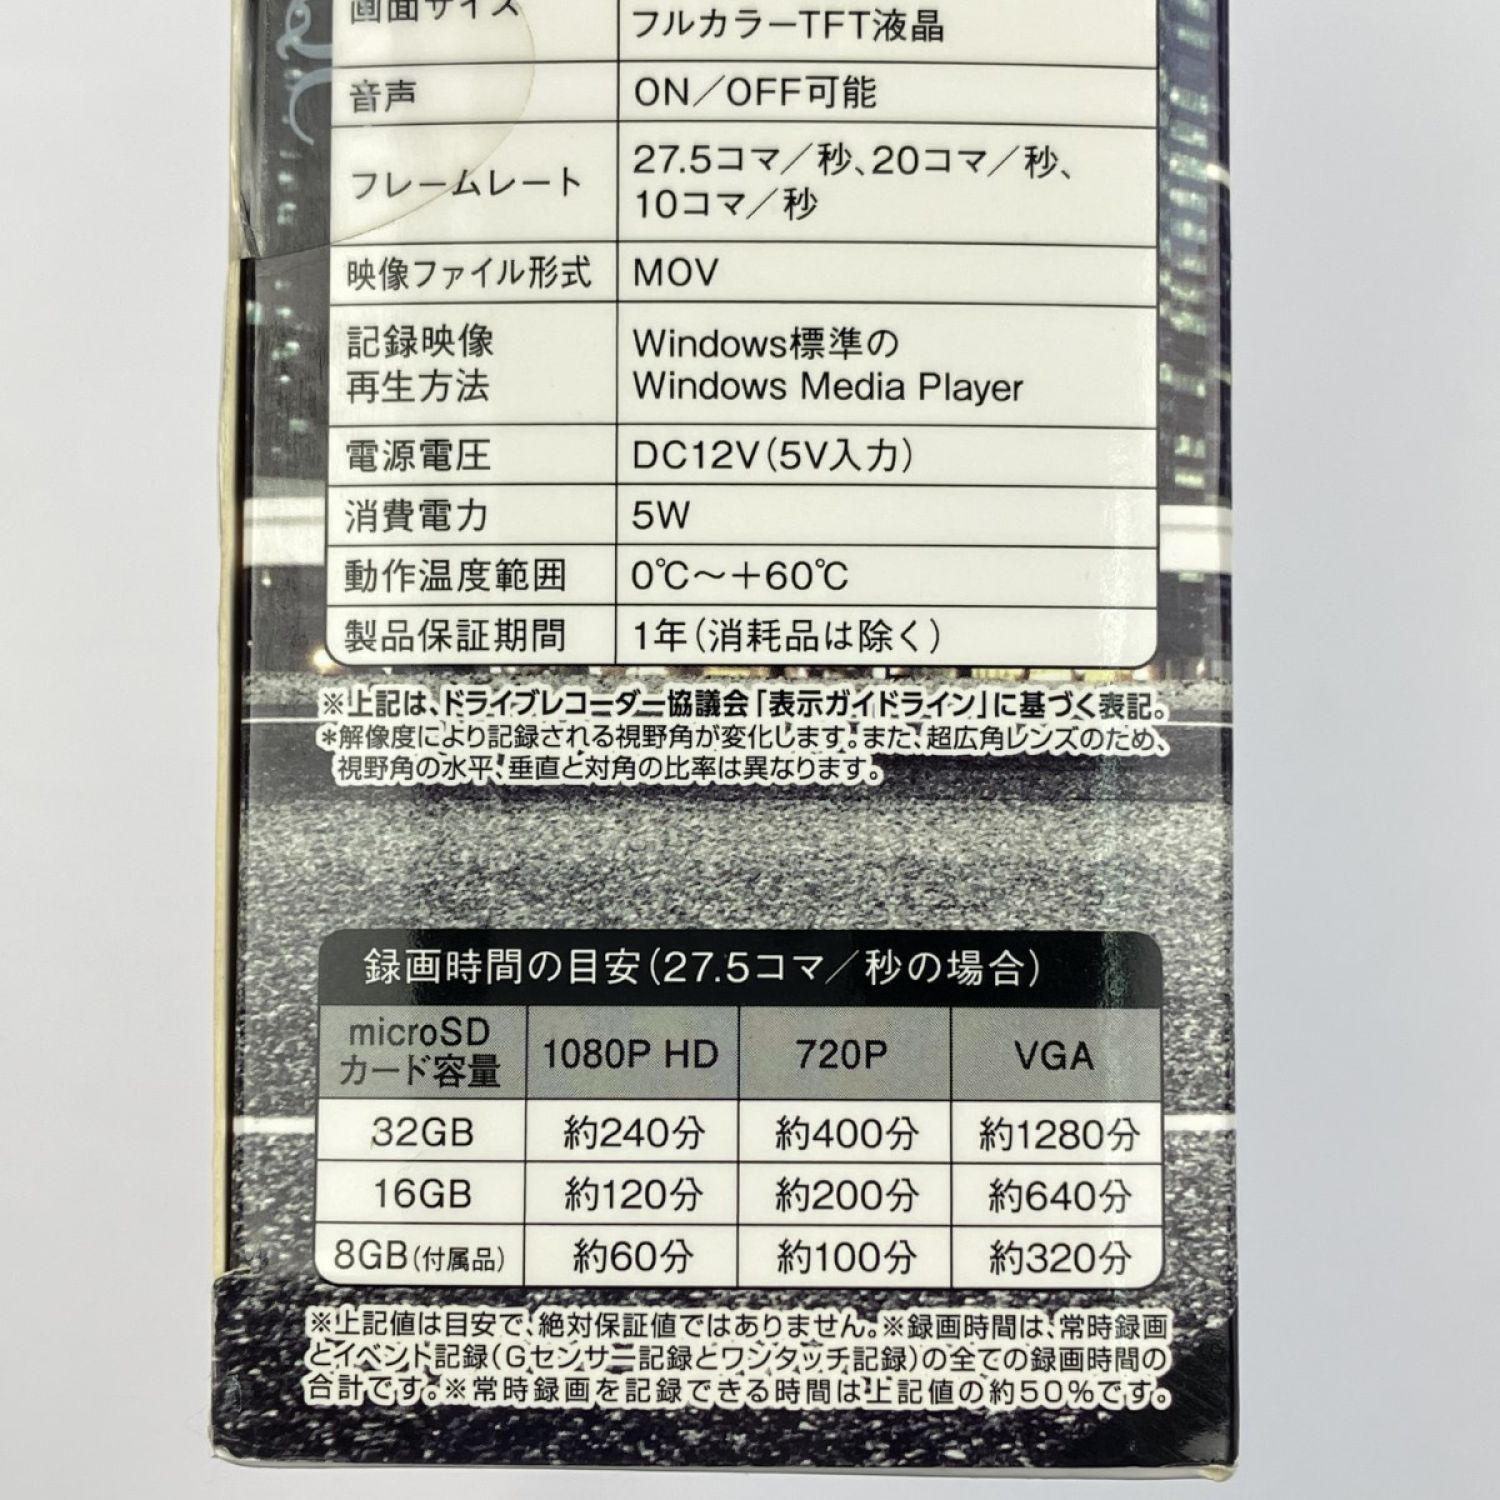 画面サイズ
フルカラーTFT液晶
音声
ON／OFF可能
フレームレート
27.5コマ／秒、20コマ／秒、
10コマ／秒
映像ファイル形式
MOV
記録映像
再生方法
Windows標準の
Windows Media Player
電源電圧
DC12V（5V入力）
消費電力
5W
動作温度範囲
0℃～＋60℃
製品保証期間
1年（消耗品は除く）
※上記は、ドライブレコーダー協議会「表示ガイドライン」に基づく表記。
＊解像度により記録される視野角が変化します。また、超広角レンズのため、
視野角の水平、垂直と対角の比率は異なります。
録画時間の目安（27.5コマ／秒の場合）
microSD
カード容量
1080P HD
720P
VGA
32GB
約240分
約400分
約1280分
16GB
約120分
約200分
約640分
8GB（付属品）
約60分
約100分
約320分
※上記値は目安で、絶対保証値ではありません。※録画時間は、常時録画
とイベント記録（Gセンサー記録とワンタッチ記録）の全ての録画時間の
合計です。※常時録画を記録できる時間は上記値の約50％です。